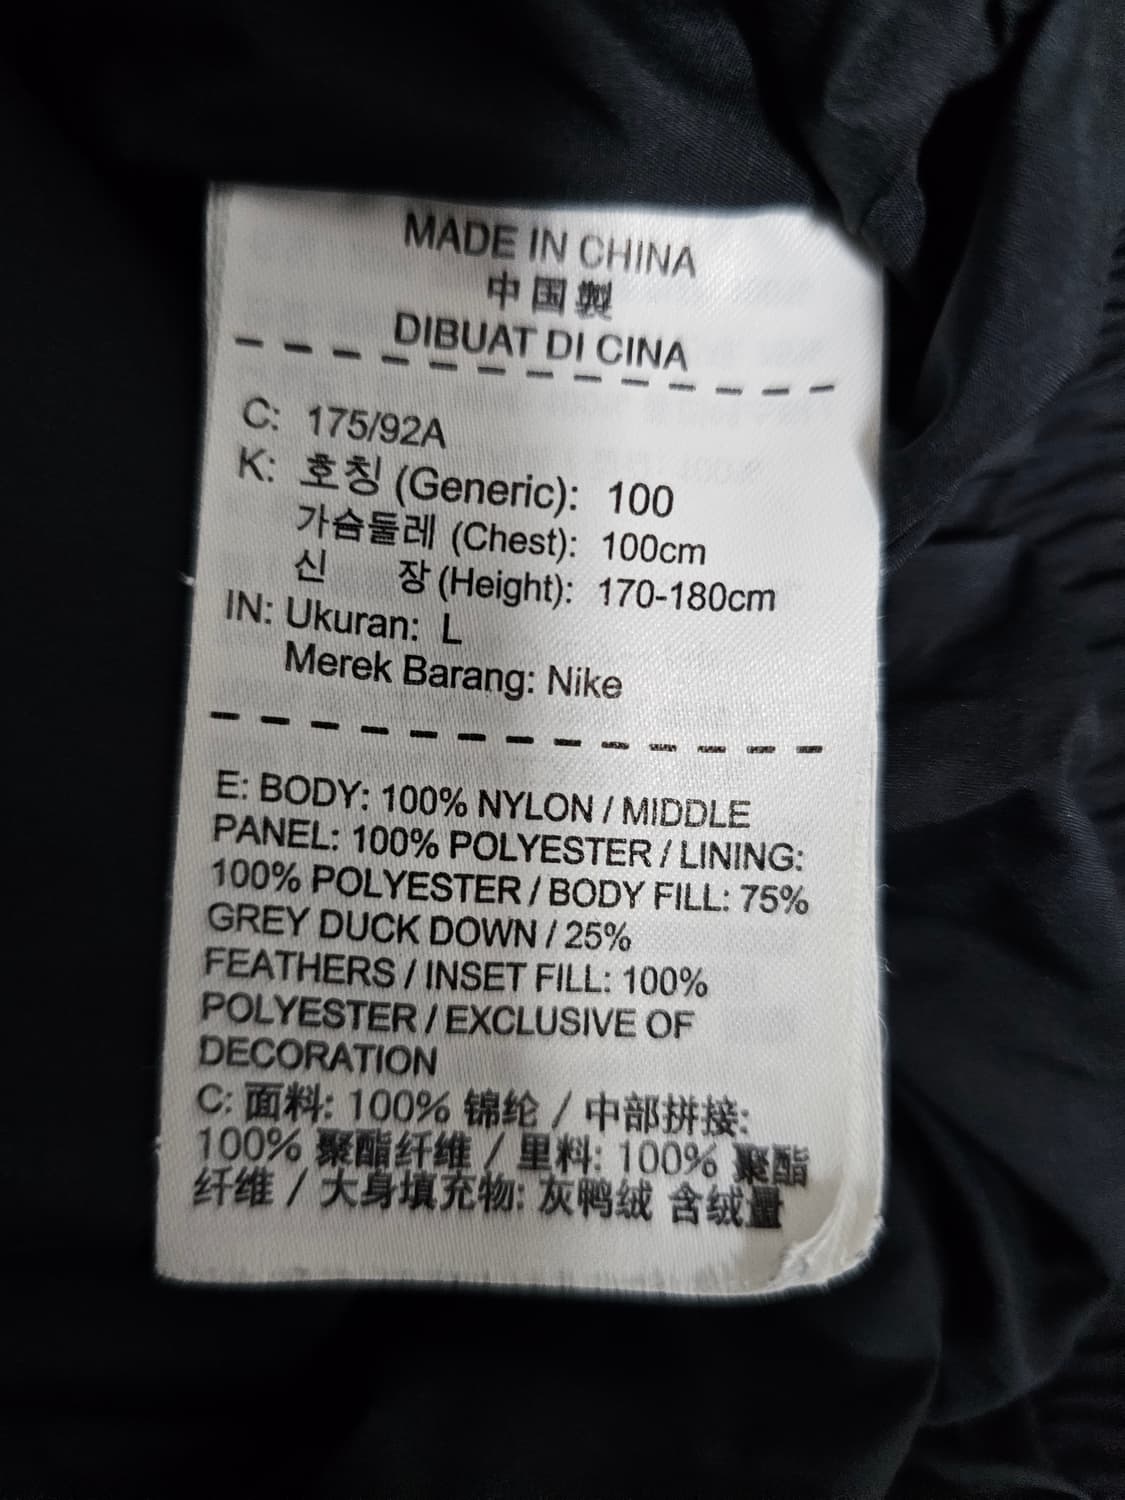 MADE IN CHINA
中国製
DIBUAT DI CINA
C: 175/92A
K: 호칭 (Generic): 100
가슴둘레 (Chest): 100cm
신 장 (Height): 170-180cm
IN: Ukuran: L
Merek Barang: Nike
E: BODY: 100% NYLON / MIDDLE
PANEL: 100% POLYESTER / LINING:
100% POLYESTER / BODY FILL: 75%
GREY DUCK DOWN / 25%
FEATHERS / INSET FILL: 100%
POLYESTER / EXCLUSIVE OF
DECORATION
C: 面料: 100% 锦纶 / 中部拼接:
100% 聚酯纤维 / 里料: 100% 聚酯
纤维 / 大身填充物: 灰鸭绒 含绒量